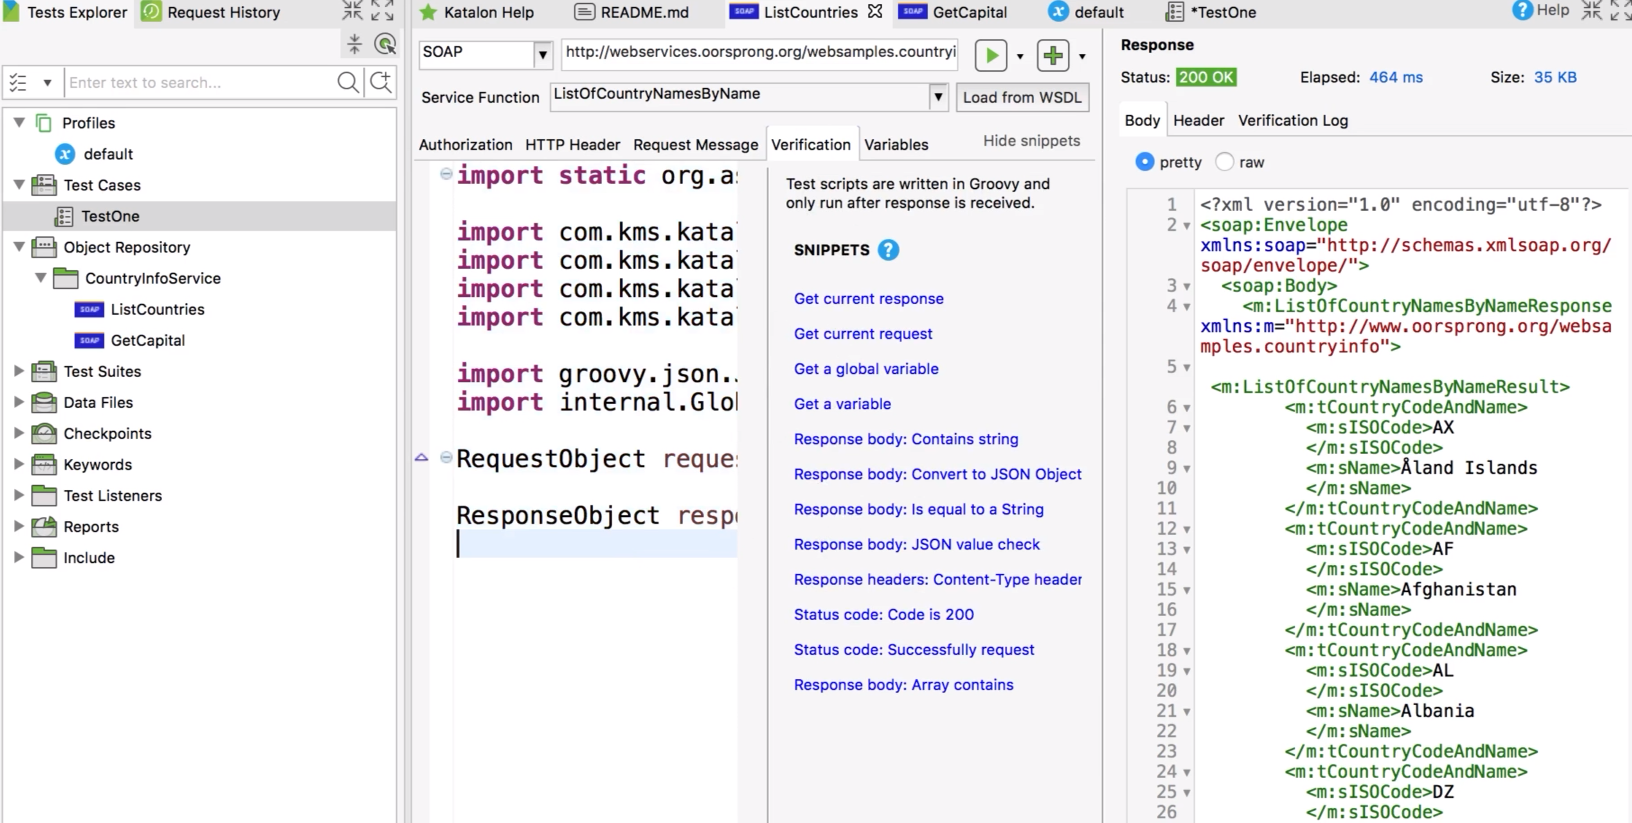 Tests Explorer
Request History
Enter text to search...
Profiles
default
Test Cases
TestOne
Object Repository
CountryInfoService
SOAP ListCountries
SOAP GetCapital
Test Suites
Data Files
Checkpoints
Keywords
Test Listeners
Reports
Include
Katalon Help
README.md
SOAP ListCountries
SOAP GetCapital
default
*TestOne
Help
SOAP
http://webservices.oorsprong.org/websamples.countryi
Service Function
ListOfCountryNamesByName
Load from WSDL
Authorization
HTTP Header
Request Message
Verification
Variables
Hide snippets
import static org.as
import com.kms.kata
import com.kms.kata
import com.kms.kata
import com.kms.kata
import groovy.json.
import internal.Glo
RequestObject reque
ResponseObject resp
Test scripts are written in Groovy and
only run after response is received.
SNIPPETS ?
Get current response
Get current request
Get a global variable
Get a variable
Response body: Contains string
Response body: Convert to JSON Object
Response body: Is equal to a String
Response body: JSON value check
Response headers: Content-Type header
Status code: Code is 200
Status code: Successfully request
Response body: Array contains
Response
Status: 200 OK
Elapsed: 464 ms
Size: 35 KB
Body
Header
Verification Log
pretty
raw
1 <?xml version="1.0" encoding="utf-8"?>
2 <soap:Envelope
xmlns:soap="http://schemas.xmlsoap.org/
soap/envelope/">
3 <soap:Body>
4 <m:ListOfCountryNamesByNameResponse
xmlns:m="http://www.oorsprong.org/websa
mples.countryinfo">
5
<m:ListOfCountryNamesByNameResult>
6 <m:tCountryCodeAndName>
7 <m:sISOCode>AX
8 </m:sISOCode>
9 <m:sName>Åland Islands
10 </m:sName>
11 </m:tCountryCodeAndName>
12 <m:tCountryCodeAndName>
13 <m:sISOCode>AF
14 </m:sISOCode>
15 <m:sName>Afghanistan
16 </m:sName>
17 </m:tCountryCodeAndName>
18 <m:tCountryCodeAndName>
19 <m:sISOCode>AL
20 </m:sISOCode>
21 <m:sName>Albania
22 </m:sName>
23 </m:tCountryCodeAndName>
24 <m:tCountryCodeAndName>
25 <m:sISOCode>DZ
26 </m:sISOCode>